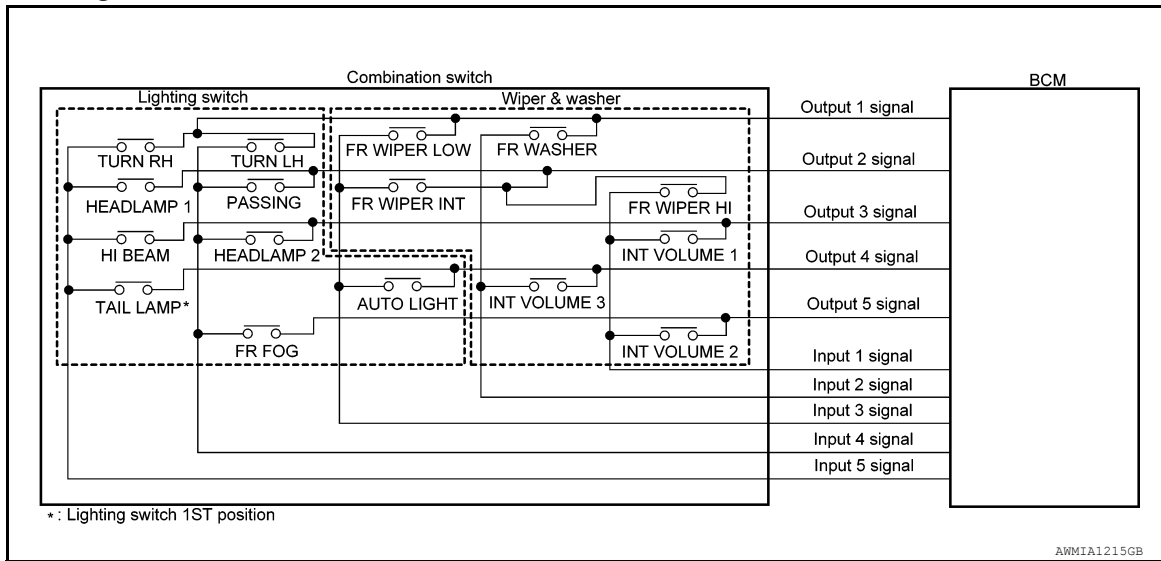 Combination switch
BCM
Lighting switch
Wiper & washer
Output 1 signal
TURN RH
TURN LH
FR WIPER LOW
FR WASHER
Output 2 signal
HEADLAMP 1
PASSING
FR WIPER INT
FR WIPER HI
Output 3 signal
HI BEAM
HEADLAMP 2
INT VOLUME 1
Output 4 signal
TAIL LAMP*
AUTO LIGHT
INT VOLUME 3
Output 5 signal
FR FOG
INT VOLUME 2
Input 1 signal
Input 2 signal
Input 3 signal
Input 4 signal
Input 5 signal
* : Lighting switch 1ST position
AWMIA1215GB